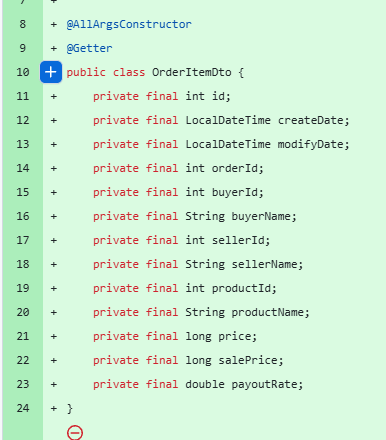 7 +
8 + @AllArgsConstructor
9 + @Getter
10 + public class OrderItemDto {
11 + private final int id;
12 + private final LocalDateTime createDate;
13 + private final LocalDateTime modifyDate;
14 + private final int orderId;
15 + private final int buyerId;
16 + private final String buyerName;
17 + private final int sellerId;
18 + private final String sellerName;
19 + private final int productId;
20 + private final String productName;
21 + private final long price;
22 + private final long salePrice;
23 + private final double payoutRate;
24 + }